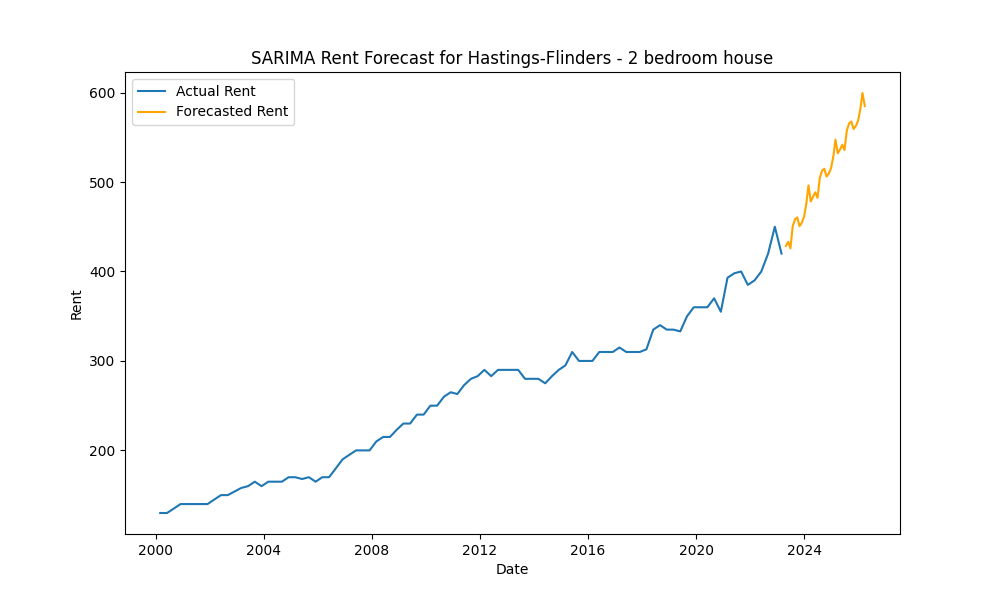 SARIMA Rent Forecast for Hastings-Flinders - 2 bedroom house
Actual Rent
Forecasted Rent
600
500
400
300
200
Rent
2000 2004 2008 2012 2016 2020 2024
Date